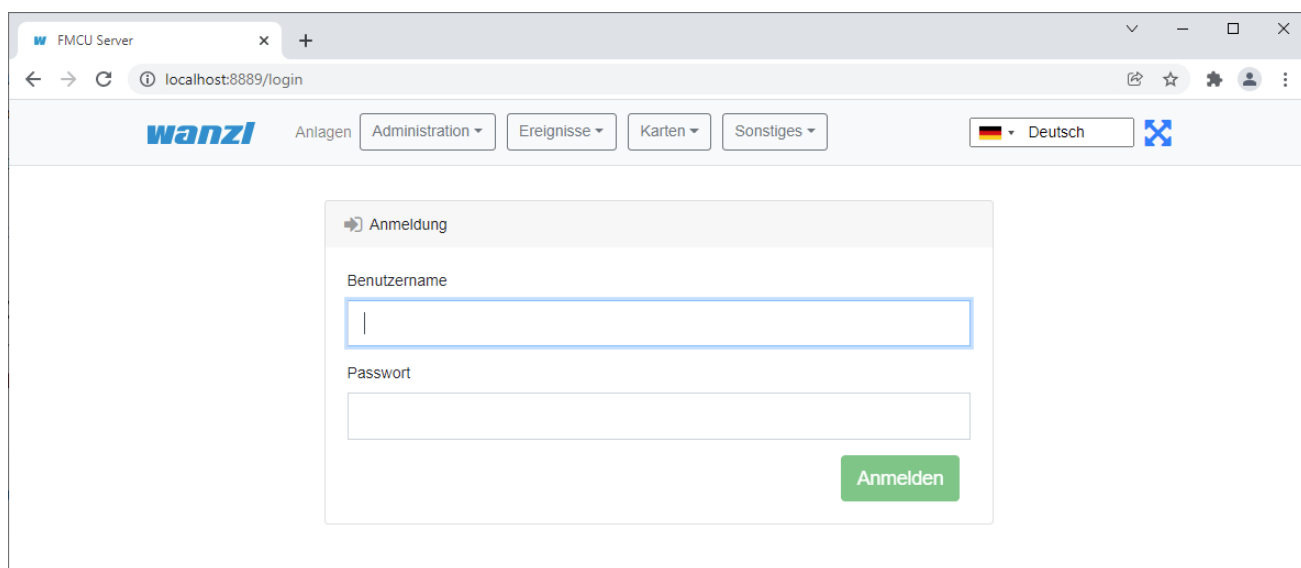 FMCU Server
localhost:8889/login
wanzl Anlagen Administration Ereignisse Karten Sonstiges Deutsch
Anmeldung
Benutzername
Passwort
Anmelden